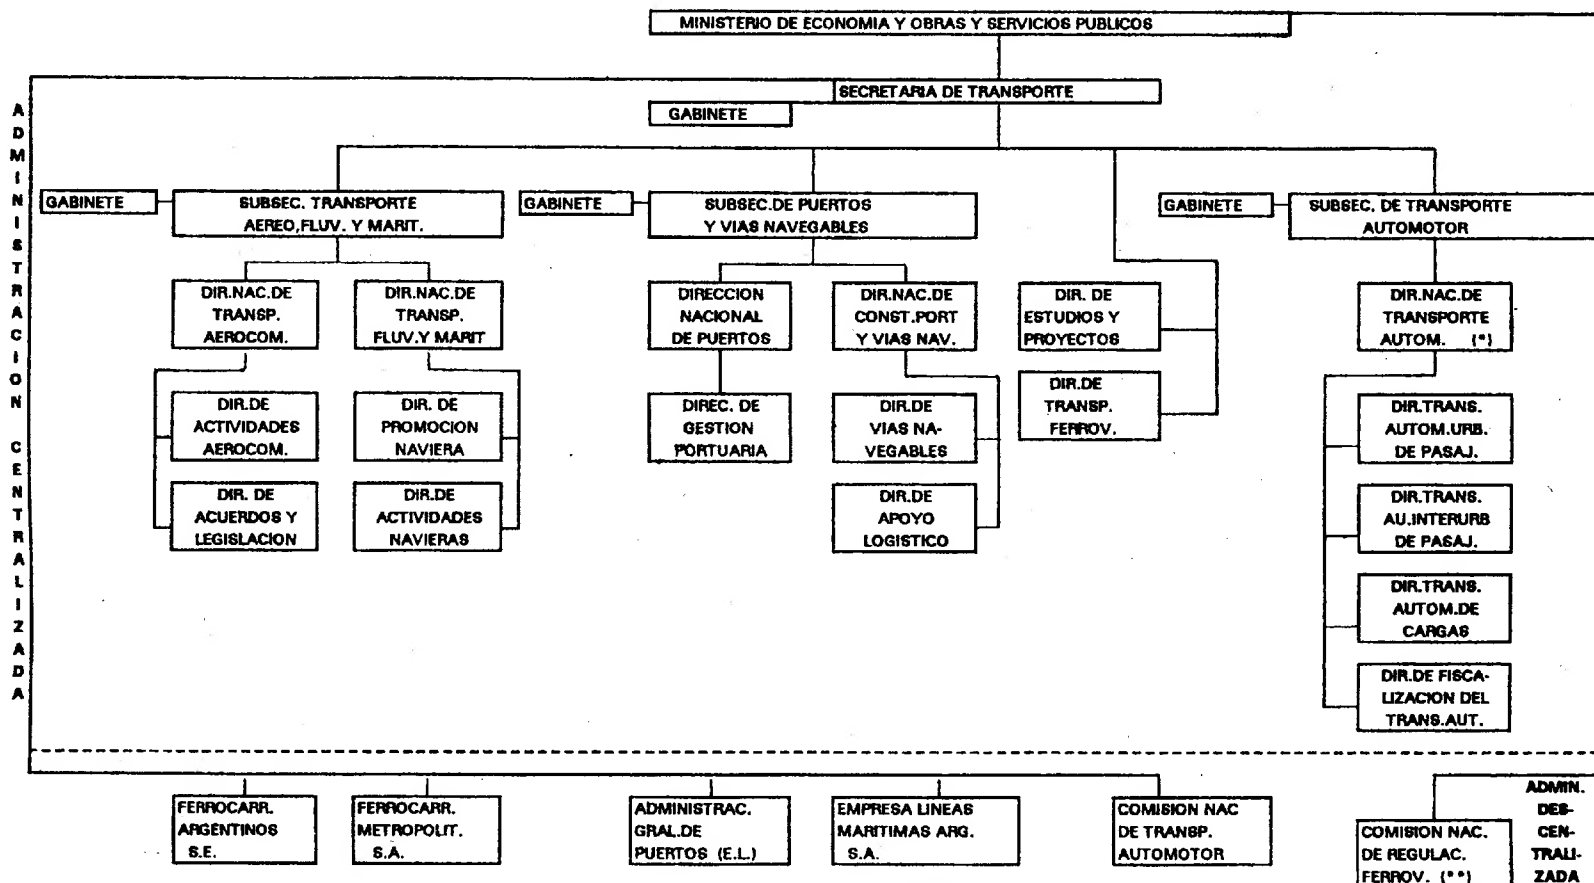 MINISTERIO DE ECONOMIA Y OBRAS Y SERVICIOS PUBLICOS
SECRETARIA DE TRANSPORTE
GABINETE
ADMINISTRACION CENTRALIZADA
GABINETE
SUBSEC. TRANSPORTE
AEREO,FLUV. Y MARIT.
GABINETE
SUBSEC.DE PUERTOS
Y VIAS NAVEGABLES
GABINETE
SUBSEC. DE TRANSPORTE
AUTOMOTOR
DIR.NAC.DE
TRANSP.
AEROCOM.
DIR.NAC.DE
TRANSP.
FLUV.Y MARIT
DIRECCION
NACIONAL
DE PUERTOS
DIR.NAC.DE
CONST.PORT
Y VIAS NAV.
DIR. DE
ESTUDIOS Y
PROYECTOS
DIR.NAC.DE
TRANSPORTE
AUTOM. (*)
DIR.DE
ACTIVIDADES
AEROCOM.
DIR. DE
PROMOCION
NAVIERA
DIREC. DE
GESTION
PORTUARIA
DIR.DE
VIAS NA-
VEGABLES
DIR.DE
TRANSP.
FERROV.
DIR.TRANS.
AUTOM.URB.
DE PASAJ.
DIR. DE
ACUERDOS Y
LEGISLACION
DIR.DE
ACTIVIDADES
NAVIERAS
DIR.DE
APOYO
LOGISTICO
DIR.TRANS.
AU.INTERURB
DE PASAJ.
DIR.TRANS.
AUTOM.DE
CARGAS
DIR.DE FISCA-
LIZACION DEL
TRANS.AUT.
FERROCARR.
ARGENTINOS
S.E.
FERROCARR.
METROPOLIT.
S.A.
ADMINISTRAC.
GRAL.DE
PUERTOS (E.L.)
EMPRESA LINEAS
MARITIMAS ARG.
S.A.
COMISION NAC
DE TRANSP.
AUTOMOTOR
COMISION NAC.
DE REGULAC.
FERROV. (**)
ADMIN.
DES-
CEN-
TRALI-
ZADA